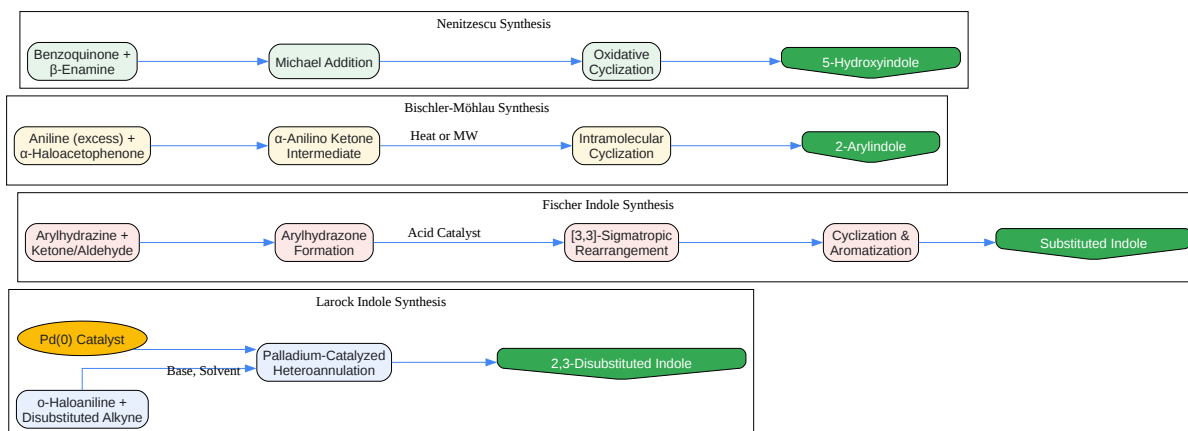 Nenitzescu Synthesis
Benzoquinone +
β-Enamine
Michael Addition
Oxidative
Cyclization
5-Hydroxyindole
Bischler-Möhlau Synthesis
Aniline (excess) +
α-Haloacetophenone
α-Anilino Ketone
Intermediate
Heat or MW
Intramolecular
Cyclization
2-Arylindole
Fischer Indole Synthesis
Arylhydrazine +
Ketone/Aldehyde
Arylhydrazone
Formation
Acid Catalyst
[3,3]-Sigmatropic
Rearrangement
Cyclization &
Aromatization
Substituted Indole
Larock Indole Synthesis
Pd(0) Catalyst
Base, Solvent
o-Haloaniline +
Disubstituted Alkyne
Palladium-Catalyzed
Heteroannulation
2,3-Disubstituted Indole